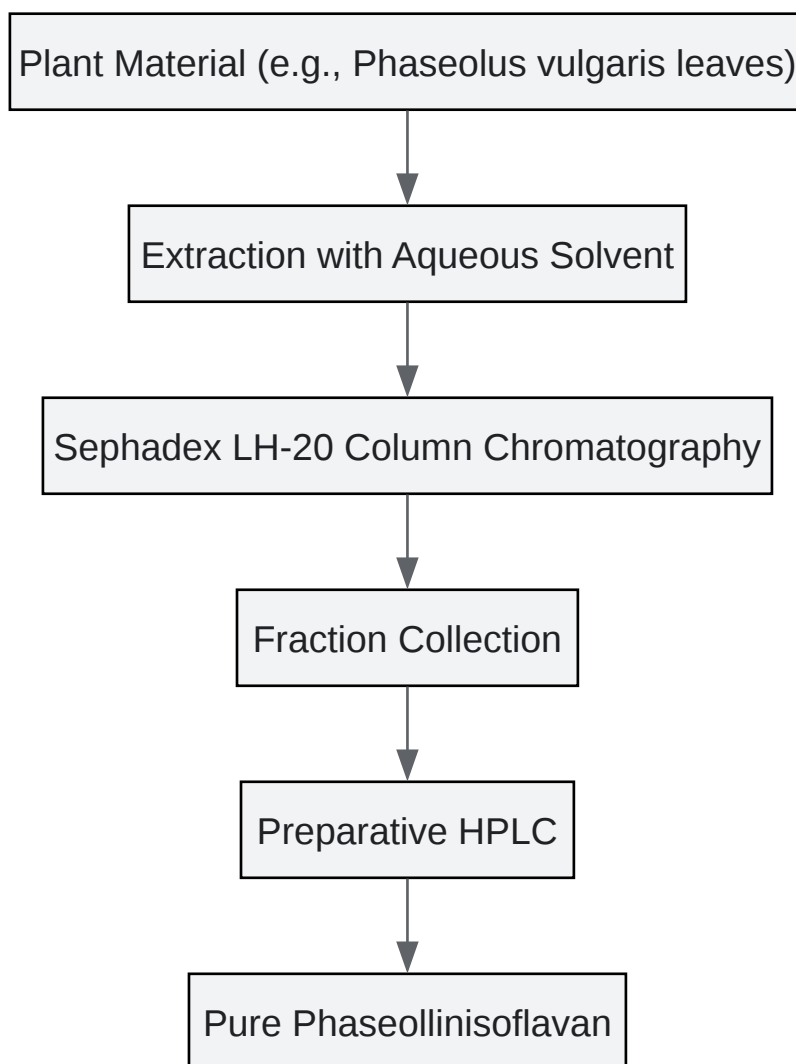 Plant Material (e.g., Phaseolus vulgaris leaves)
Extraction with Aqueous Solvent
Sephadex LH-20 Column Chromatography
Fraction Collection
Preparative HPLC
Pure Phaseollinisoflavan